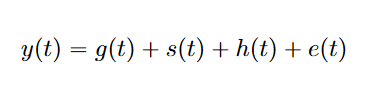 y(t) = g(t) + s(t) + h(t) + e(t)